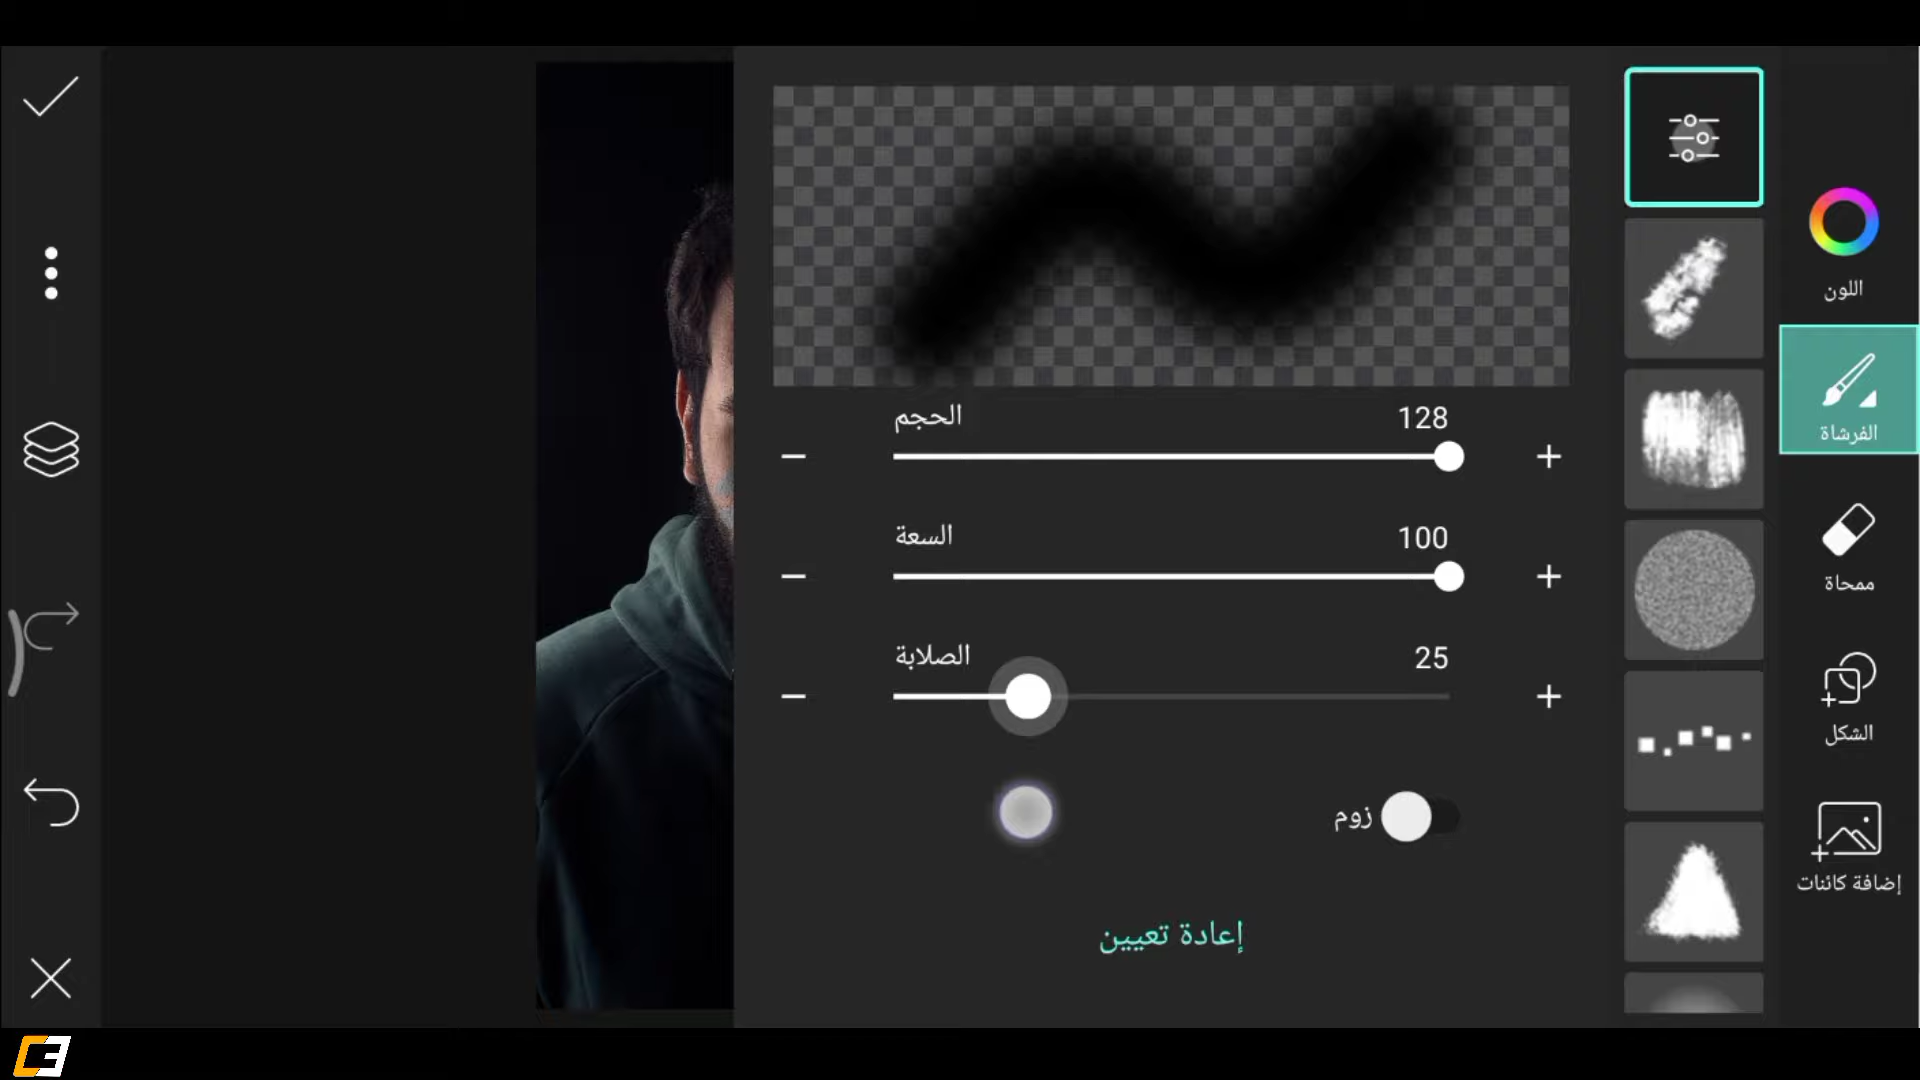 الحجم 128
السعة 100
الصلابة 25
زوم
إعادة تعيين
اللون
الفرشاة
ممحاة
الشكل
إضافة كائنات